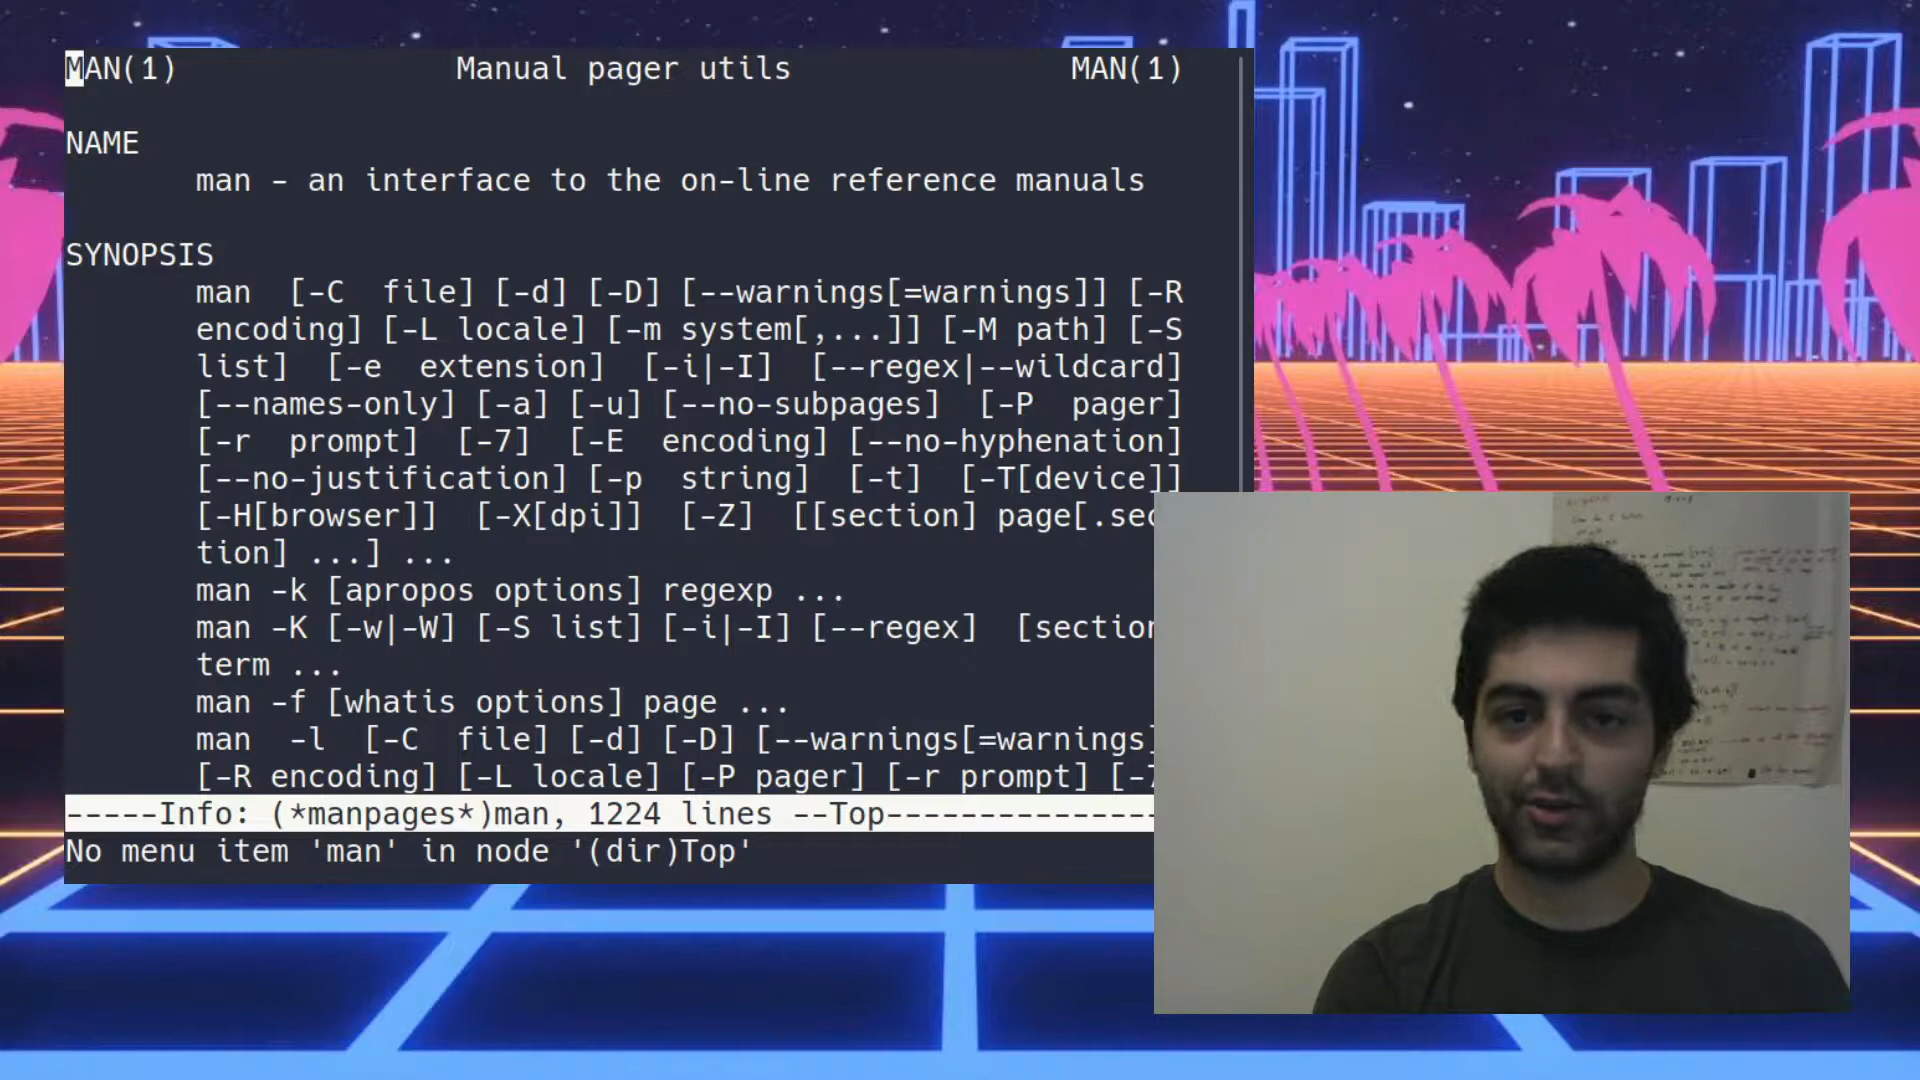 MAN(1) Manual pager utils MAN(1)
NAME
man - an interface to the on-line reference manuals
SYNOPSIS
man [-C file] [-d] [-D] [--warnings[=warnings]] [-R
encoding] [-L locale] [-m system[,...]] [-M path] [-S
list] [-e extension] [-i|-I] [--regex|--wildcard]
[--names-only] [-a] [-u] [--no-subpages] [-P pager]
[-r prompt] [-7] [-E encoding] [--no-hyphenation]
[--no-justification] [-p string] [-t] [-T[device]]
[-H[browser]] [-X[dpi]] [-Z] [[section] page[.sec
tion] ...] ...
man -k [apropos options] regexp ...
man -K [-w|-W] [-S list] [-i|-I] [--regex] [section
term ...
man -f [whatis options] page ...
man -l [-C file] [-d] [-D] [--warnings[=warnings]
[-R encoding] [-L locale] [-P pager] [-r prompt] [-7
-----Info: (*manpages*)man, 1224 lines --Top---------------
No menu item 'man' in node '(dir)Top'